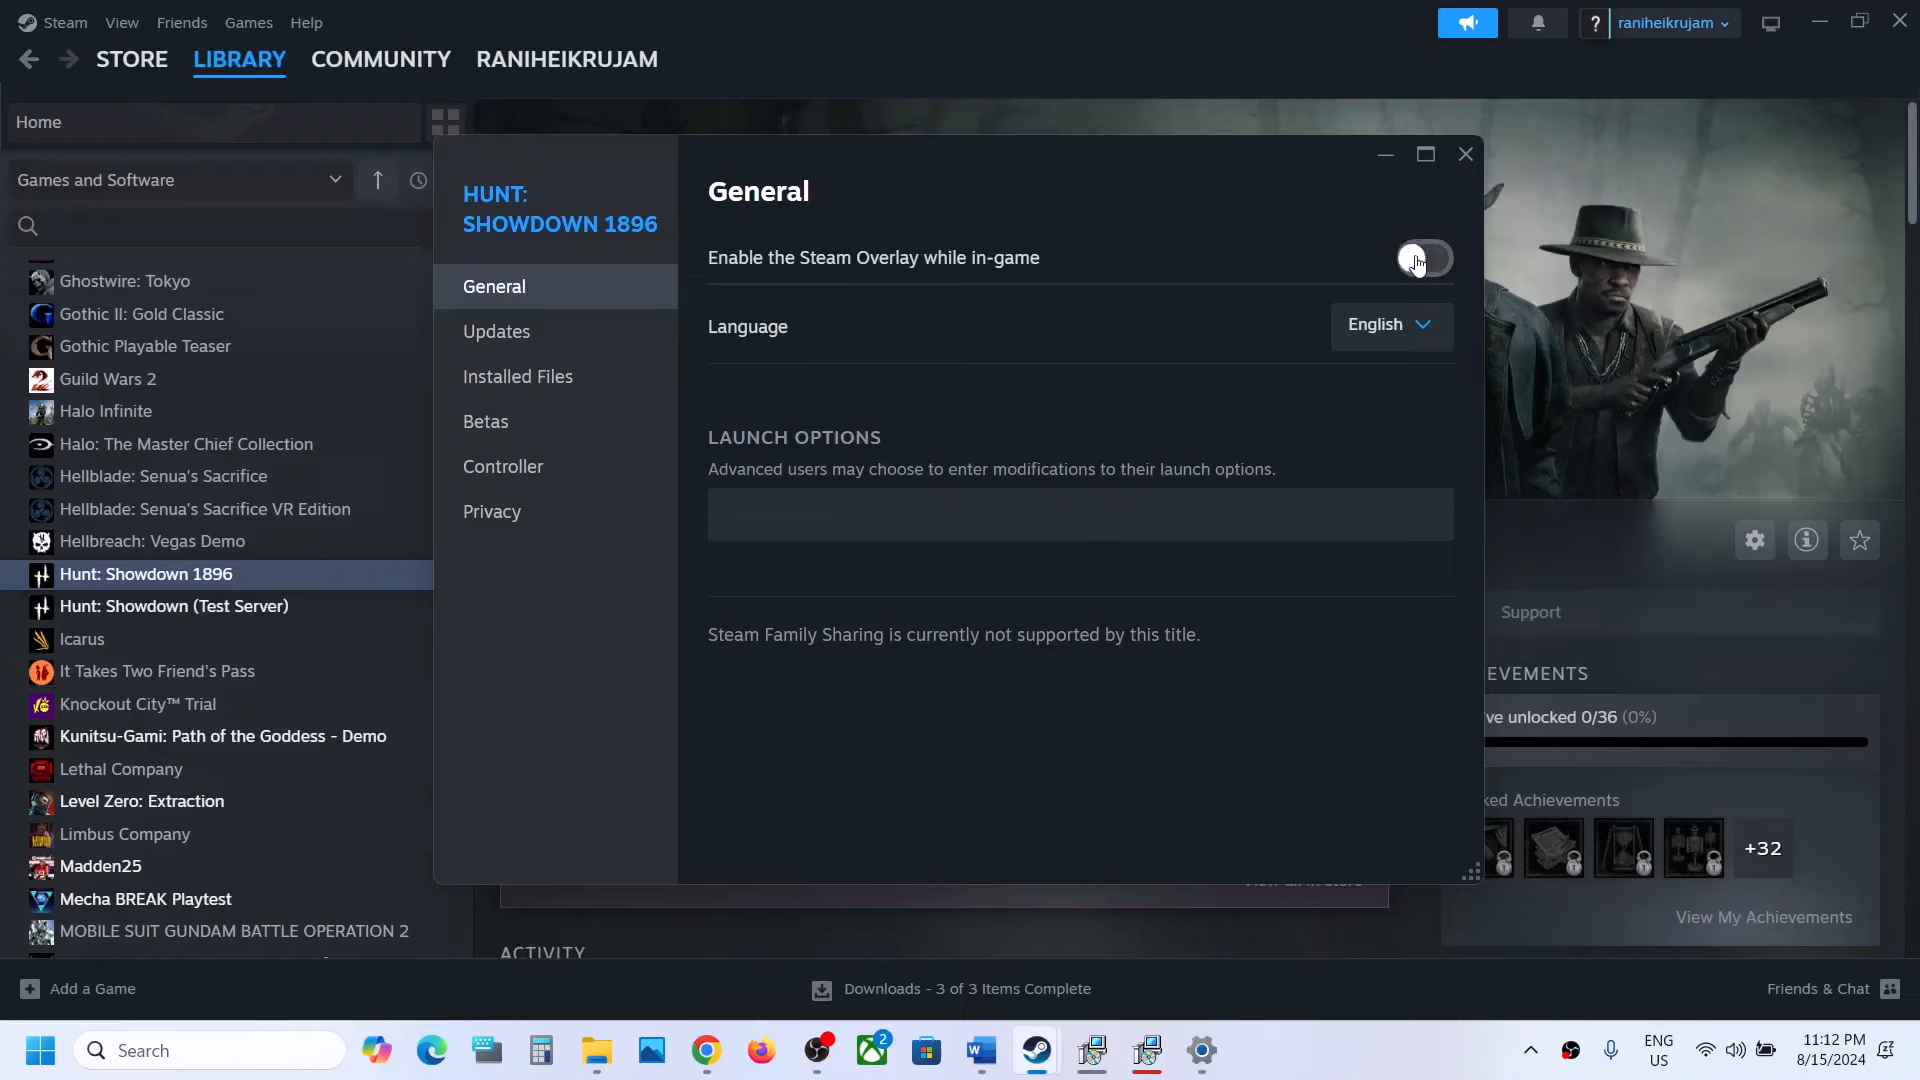 Steam View Friends Games Help
? raniheikrujam
STORE LIBRARY COMMUNITY RANIHEIKRUJAM
Home
Games and Software
Ghostwire: Tokyo
Gothic II: Gold Classic
Gothic Playable Teaser
Guild Wars 2
Halo Infinite
Halo: The Master Chief Collection
Hellblade: Senua's Sacrifice
Hellblade: Senua's Sacrifice VR Edition
Hellbreach: Vegas Demo
Hunt: Showdown 1896
Hunt: Showdown (Test Server)
Icarus
It Takes Two Friend's Pass
Knockout City™ Trial
Kunitsu-Gami: Path of the Goddess - Demo
Lethal Company
Level Zero: Extraction
Limbus Company
Madden25
Mecha BREAK Playtest
MOBILE SUIT GUNDAM BATTLE OPERATION 2
HUNT:
SHOWDOWN 1896
General
Updates
Installed Files
Betas
Controller
Privacy
General
Enable the Steam Overlay while in-game
Language English
LAUNCH OPTIONS
Advanced users may choose to enter modifications to their launch options.
Steam Family Sharing is currently not supported by this title.
Support
EVEMENTS
've unlocked 0/36 (0%)
ked Achievements
+32
View My Achievements
ACTIVITY
Add a Game
Downloads - 3 of 3 Items Complete
Friends & Chat
Search
2
ENG
US
11:12 PM
8/15/2024